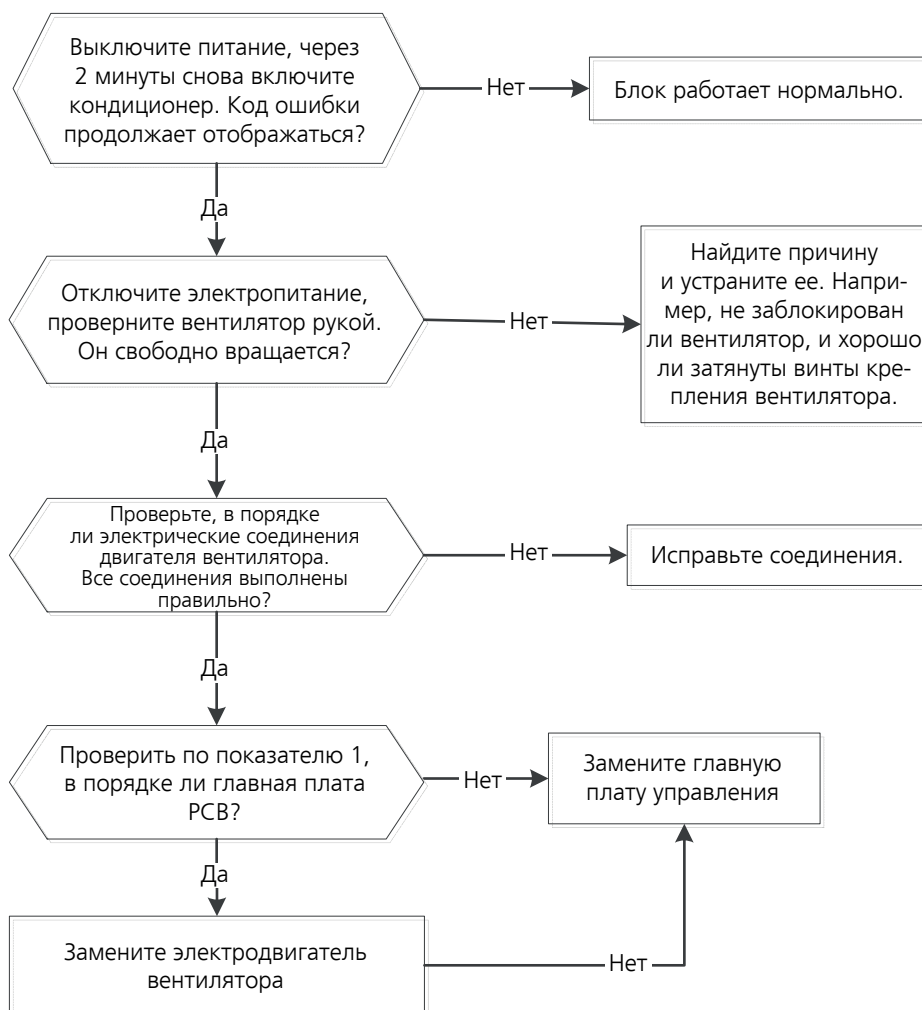 Выключите питание, через
2 минуты снова включите
кондиционер. Код ошибки
продолжает отображаться?
Нет
Блок работает нормально.
Да
Отключите электропитание,
проверните вентилятор рукой.
Он свободно вращается?
Нет
Найдите причину
и устраните ее. Напри-
мер, не заблокирован
ли вентилятор, и хорошо
ли затянуты винты кре-
пления вентилятора.
Да
Проверьте, в порядке
ли электрические соединения
двигателя вентилятора.
Все соединения выполнены
правильно?
Нет
Исправьте соединения.
Да
Проверить по показателю 1,
в порядке ли главная плата
PCB?
Нет
Замените главную
плату управления
Да
Замените электродвигатель
вентилятора
Нет